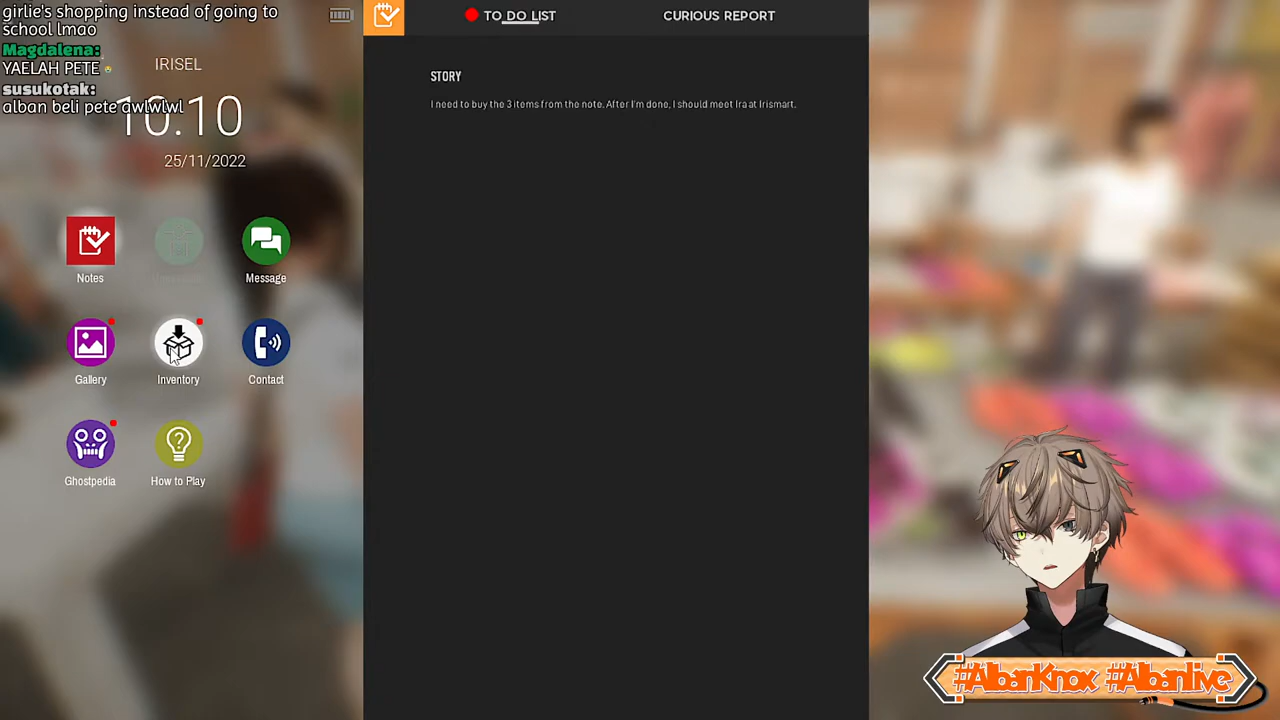 girlie's shopping instead of going to
school lmao
Magdalena:
YAELAH PETE
susukotak:
alban beli pete awlwlwl
IRISEL
10.10
25/11/2022
Notes
Message
Gallery
Inventory
Contact
Ghostpedia
How to Play
TO DO LIST
CURIOUS REPORT
STORY
I need to buy the 3 items from the note. After I'm done, I should meet Ira at Irismart.
#AlbanKnox #Albanlive